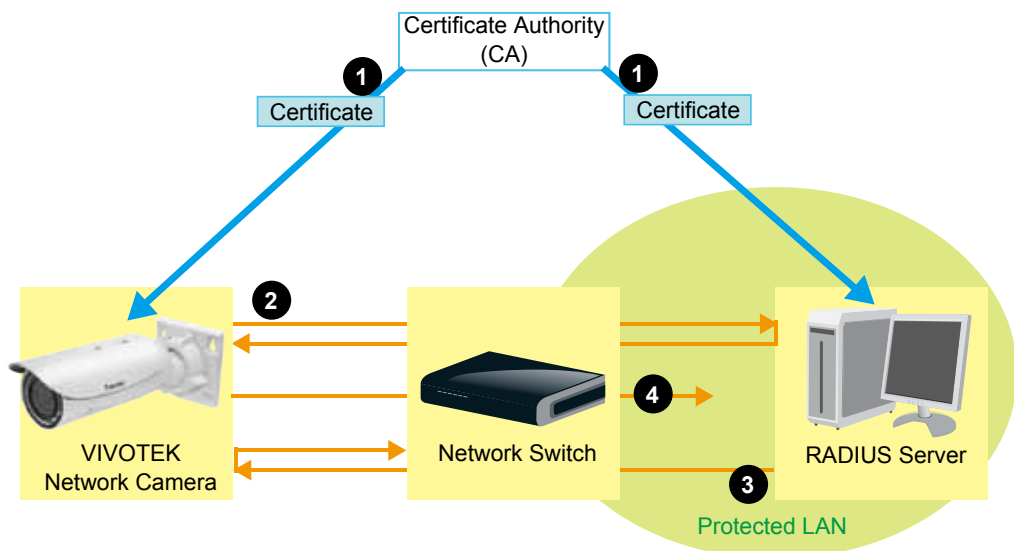 Certificate Authority
(CA)
1
1
Certificate
Certificate
2
4
VIVOTEK
Network Camera
Network Switch
RADIUS Server
3
Protected LAN